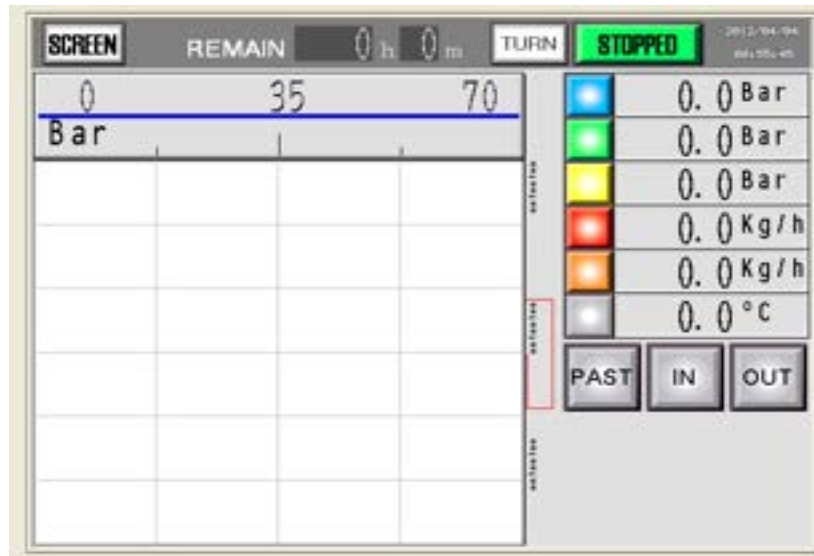 SCREEN REMAIN 0 h 0 m TURN STOPPED
0 35 70
Bar
0.0 Bar
0.0 Bar
0.0 Bar
0.0 Kg/h
0.0 Kg/h
0.0 °C
PAST IN OUT